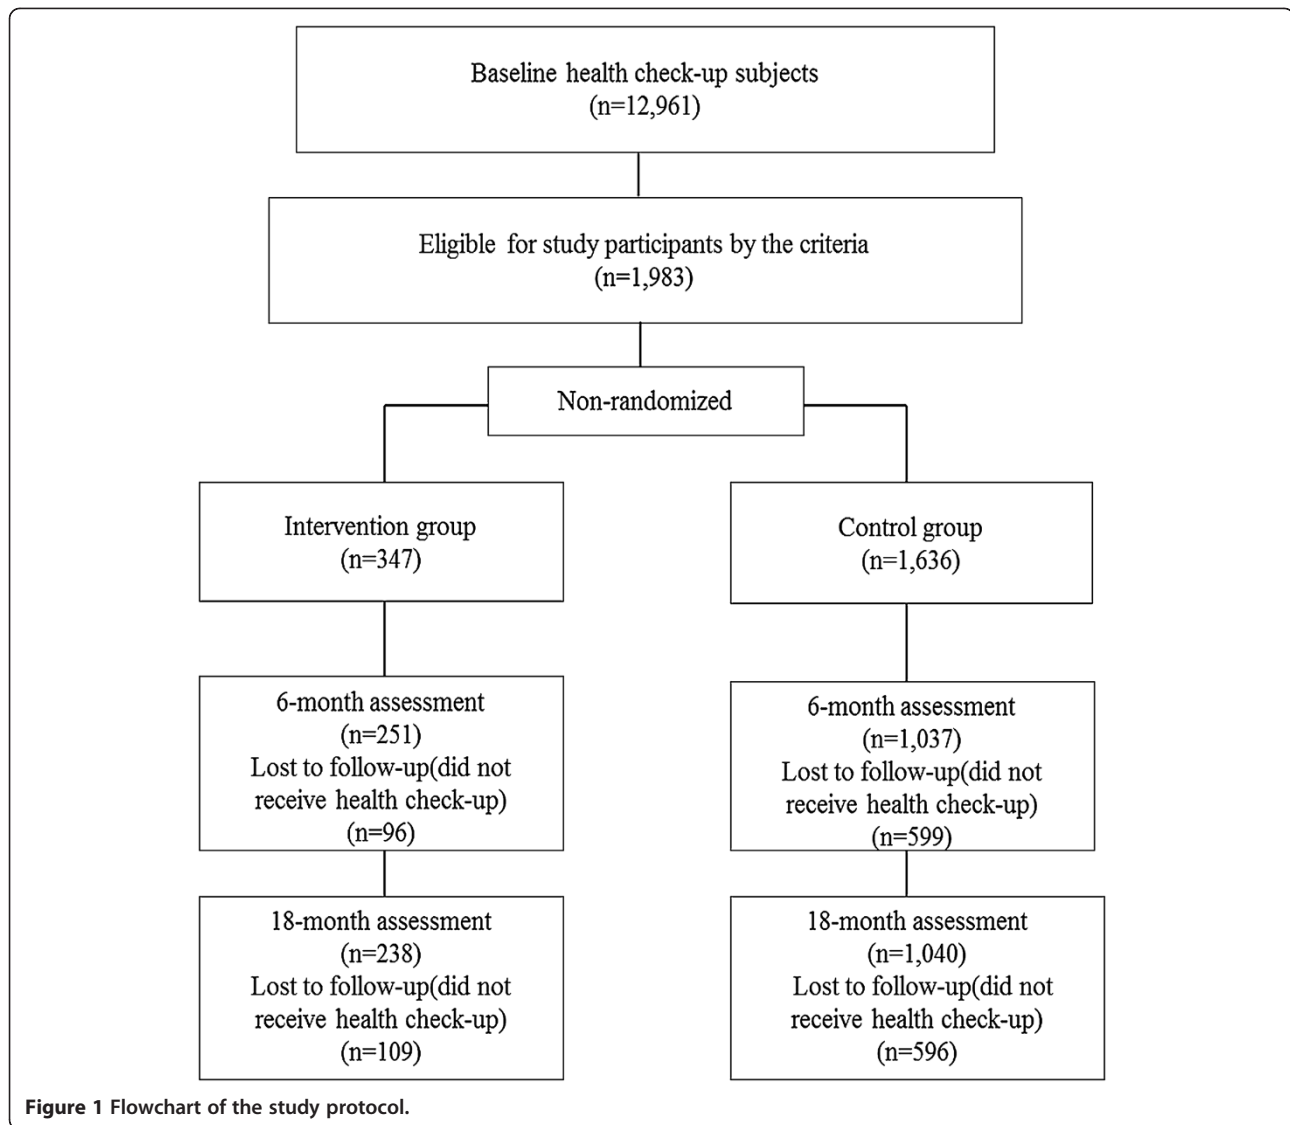 Baseline health check-up subjects
(n=12,961)
Eligible for study participants by the criteria
(n=1,983)
Non-randomized
Intervention group
(n=347)
Control group
(n=1,636)
6-month assessment
(n=251)
Lost to follow-up(did not
receive health check-up)
(n=96)
6-month assessment
(n=1,037)
Lost to follow-up(did not
receive health check-up)
(n=599)
18-month assessment
(n=238)
Lost to follow-up(did not
receive health check-up)
(n=109)
18-month assessment
(n=1,040)
Lost to follow-up(did not
receive health check-up)
(n=596)
Figure 1 Flowchart of the study protocol.